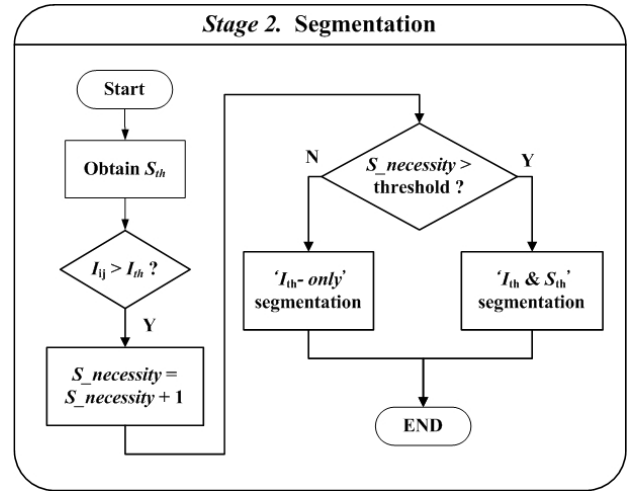 Stage 2. Segmentation
Start
Obtain Sth
Iij > Ith ?
Y
S_necessity =
S_necessity + 1
S_necessity >
threshold ?
N
Y
‘Ith- only’
segmentation
‘Ith & Sth’
segmentation
END